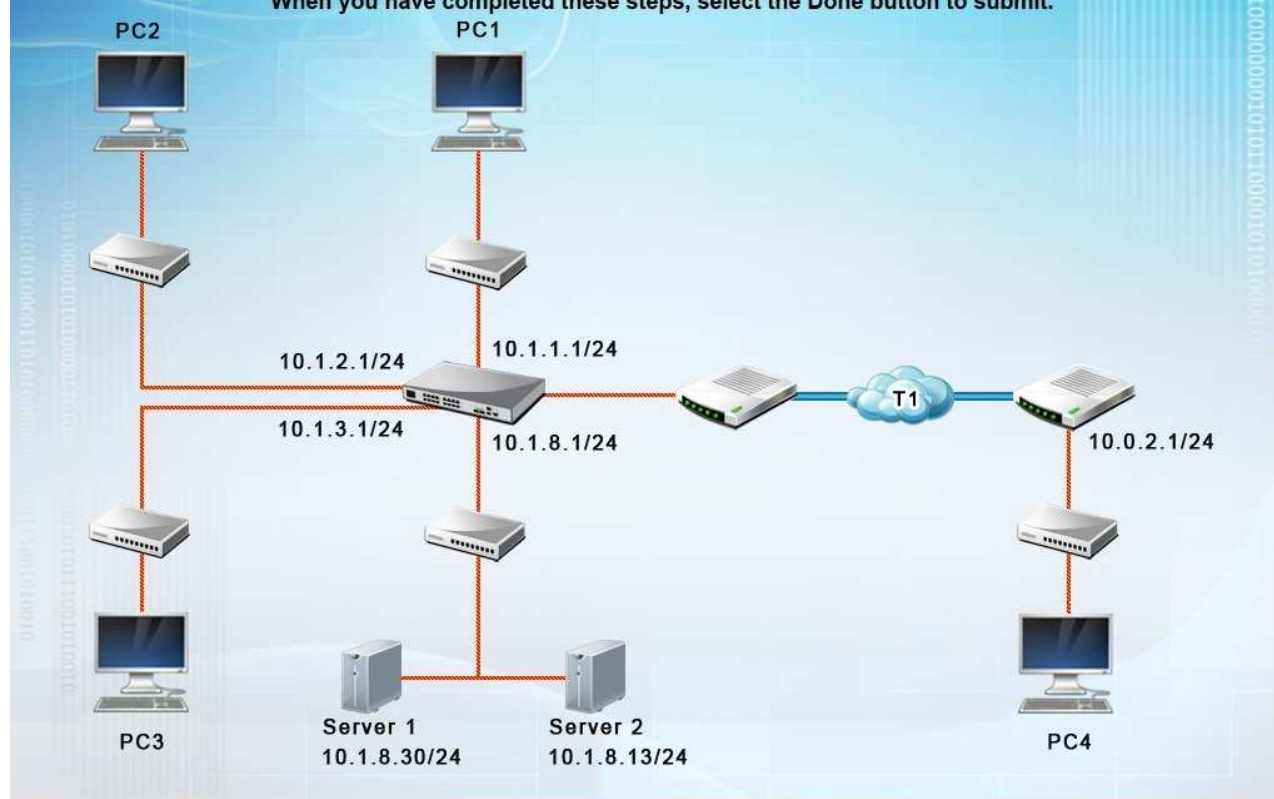 When you have completed these steps, select the Done button to submit.
PC2
PC1
10.1.2.1/24
10.1.1.1/24
T1
10.1.3.1/24
10.1.8.1/24
10.0.2.1/24
Server 1
10.1.8.30/24
Server 2
10.1.8.13/24
PC3
PC4